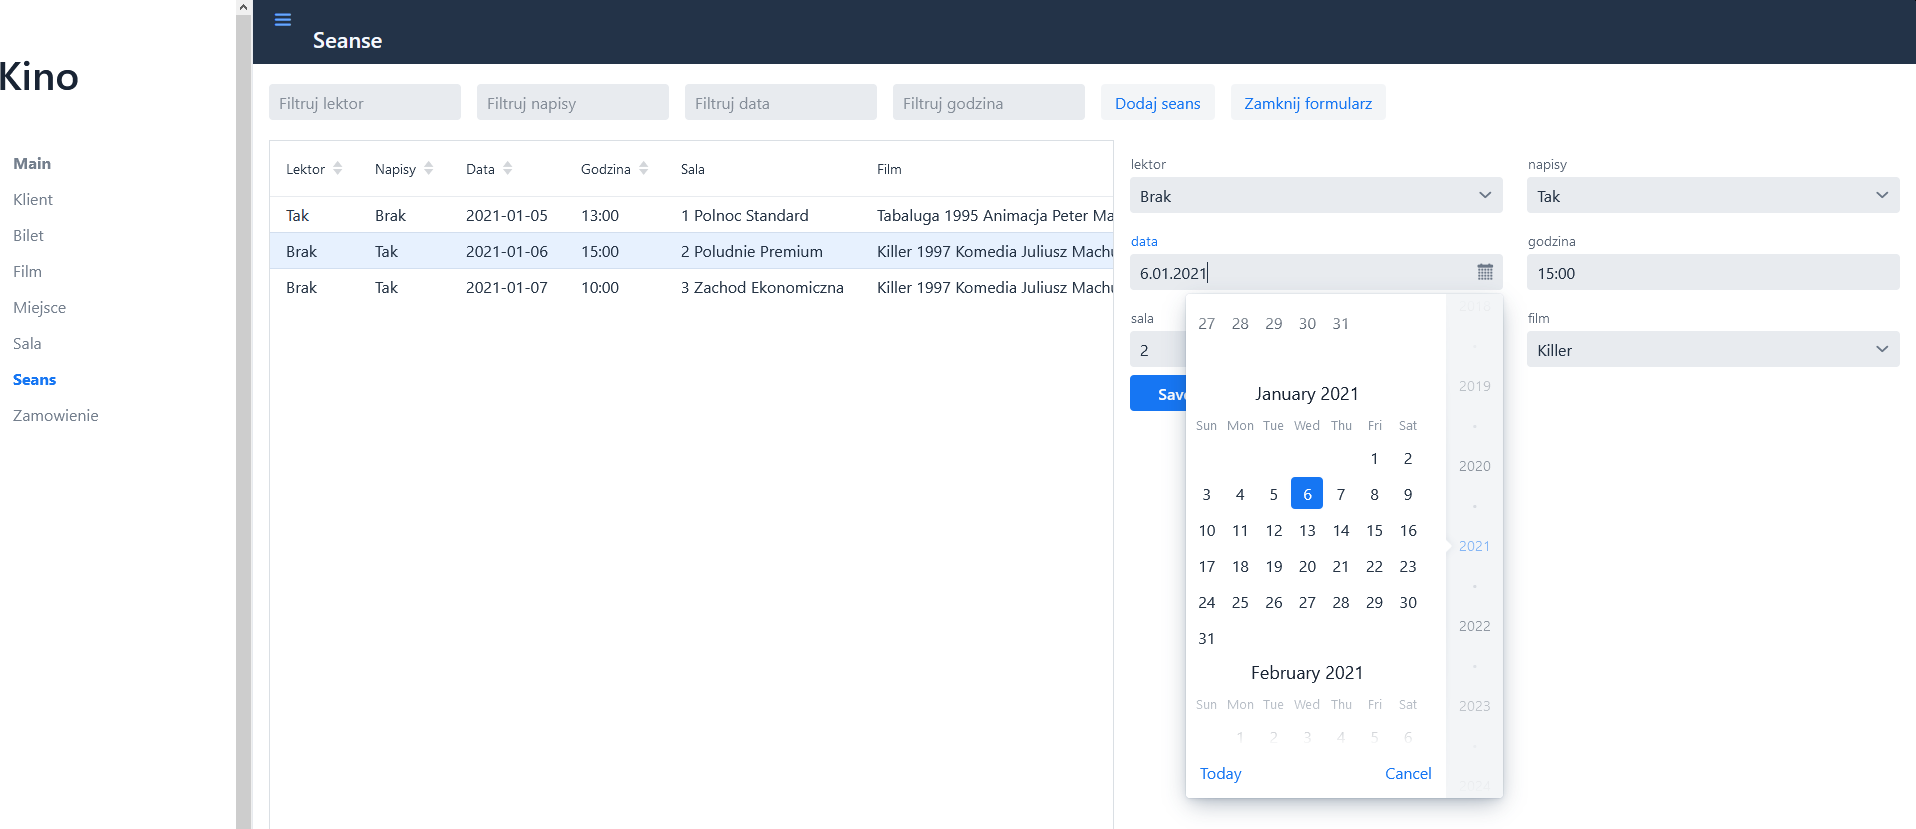 Kino
Main
Klient
Bilet
Film
Miejsce
Sala
Seans
Zamowienie
Seanse
Filtruj lektor Filtruj napisy Filtruj data Filtruj godzina Dodaj seans Zamknij formularz
Lektor Napisy Data Godzina Sala Film
Tak Brak 2021-01-05 13:00 1 Polnoc Standard Tabaluga 1995 Animacja Peter Ma
Brak Tak 2021-01-06 15:00 2 Poludnie Premium Killer 1997 Komedia Juliusz Machu
Brak Tak 2021-01-07 10:00 3 Zachod Ekonomiczna Killer 1997 Komedia Juliusz Machu
lektor napisy
Brak Tak
data godzina
6.01.2021 15:00
sala film
2 Killer
Save
27 28 29 30 31
January 2021
Sun Mon Tue Wed Thu Fri Sat
1 2
3 4 5 6 7 8 9
10 11 12 13 14 15 16
17 18 19 20 21 22 23
24 25 26 27 28 29 30
31
February 2021
Sun Mon Tue Wed Thu Fri Sat
1 2 3 4 5 6
Today Cancel
2018
2019
2020
2021
2022
2023
2024